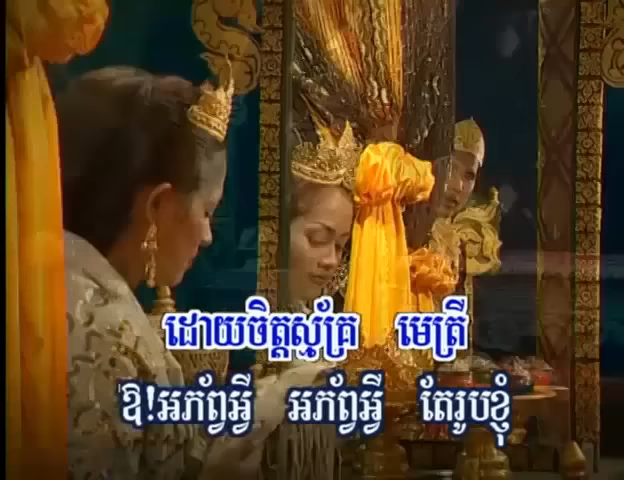 ដោយចិត្តស្ម័គ្រ មេត្រី
ឱ!អភ័ព្វអ្វី អភ័ព្វអ្វី តែរូបខ្ញុំ